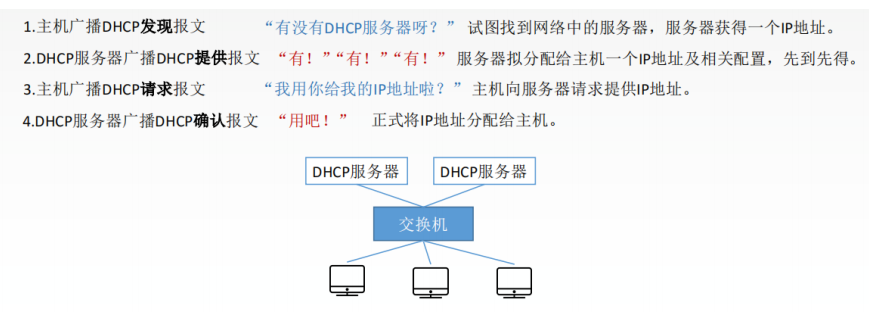 1.主机广播DHCP发现报文 “有没有DHCP服务器呀？” 试图找到网络中的服务器，服务器获得一个IP地址。
2.DHCP服务器广播DHCP提供报文 “有！”“有！”“有！” 服务器拟分配给主机一个IP地址及相关配置，先到先得。
3.主机广播DHCP请求报文 “我用你给我的IP地址啦？” 主机向服务器请求提供IP地址。
4.DHCP服务器广播DHCP确认报文 “用吧！” 正式将IP地址分配给主机。
DHCP服务器 DHCP服务器
交换机